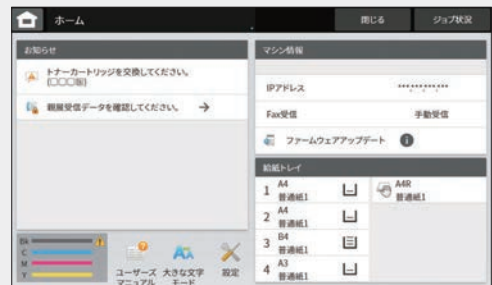 ホーム
閉じる
ジョブ状況
お知らせ
トナーカートリッジを交換してください。
親展受信データを確認してください。 →
マシン情報
IPアドレス ***.***.***.***
Fax受信 手動受信
ファームウェアアップデート
給紙トレイ
1 A4
普通紙1
2 A4
普通紙1
3 B4
普通紙1
4 A3
普通紙1
A4R
普通紙1
Bk
C
M
Y
ユーザーズ
マニュアル
大きな文字
モード
設定